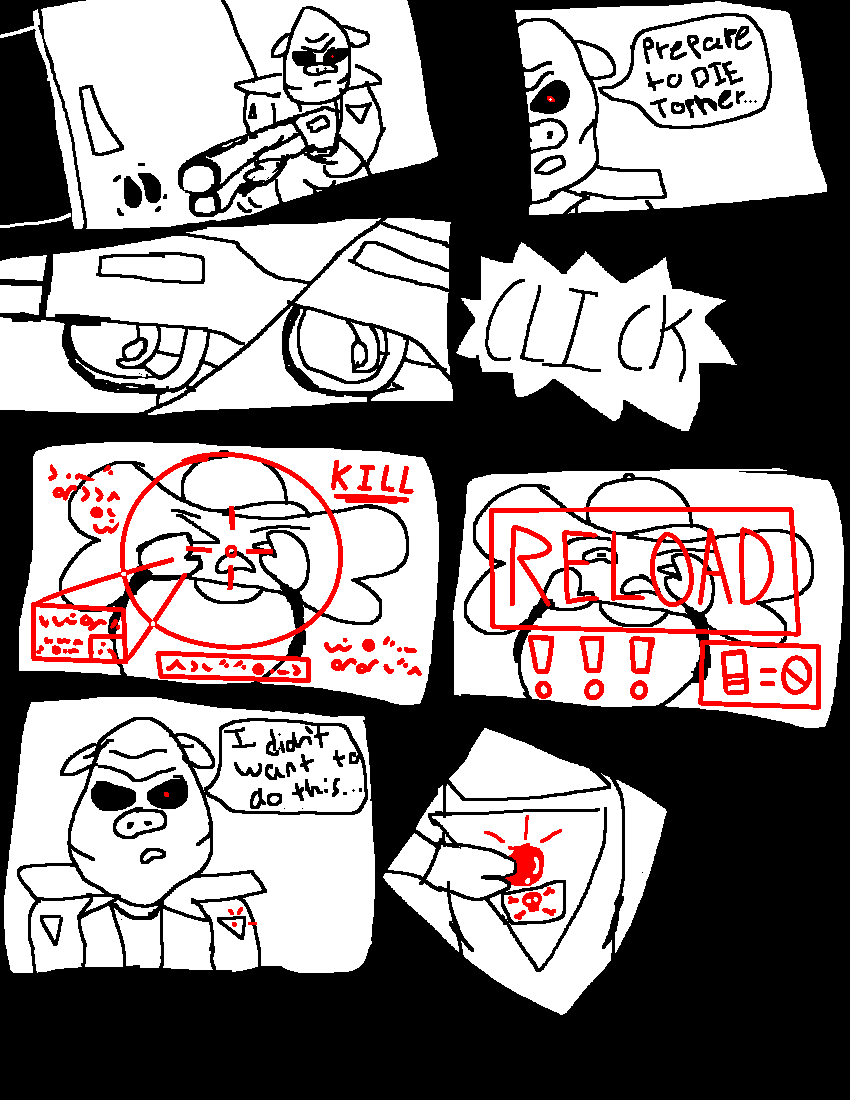 Prepare
to DIE
Tomer...
CLICK
KILL
RELOAD
! ! !
=
I didn't
want to
do this...